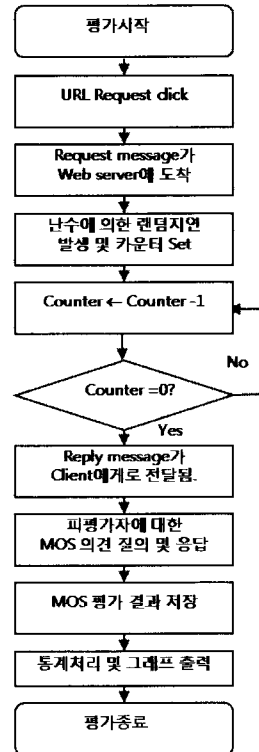 평가시작
URL Request click
Request message가
Web server에 도착
난수에 의한 랜덤지연
발생 및 카운터 Set
Counter ← Counter -1
No
Counter =0?
Yes
Reply message가
Client에게로 전달됨.
피평가자에 대한
MOS 의견 질의 및 응답
MOS 평가 결과 저장
통계처리 및 그래프 출력
평가종료